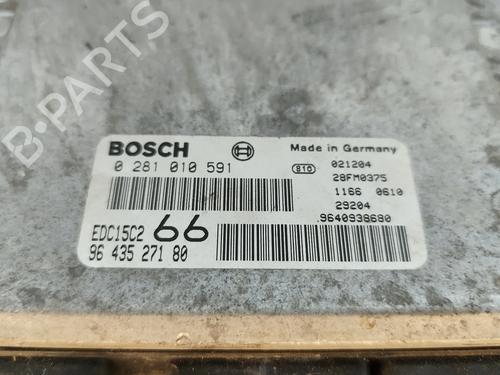 BOSCH
Made in Germany
0 281 010 591
810
021204
28FM0375
1166 0610
29204
.9640938680
EDC15C2 66
96 435 271 80
B-PARTS